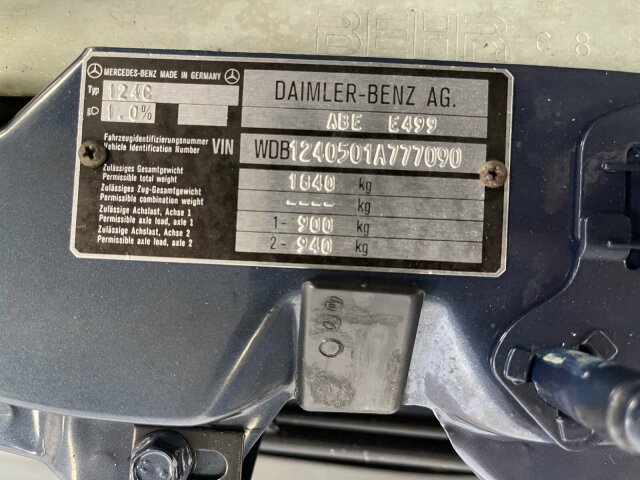 BEHR C 8
MERCEDES-BENZ MADE IN GERMANY
DAIMLER-BENZ AG.
Typ 124C
1.0%
ABE E499
Fahrzeugidentifizierungsnummer
Vehicle Identification Number VIN WDB1240501A777090
Zulässiges Gesamtgewicht
Permissible total weight 1840 kg
Zulässiges Zug-Gesamtgewicht
Permissible combination weight ---- kg
Zulässige Achslast, Achse 1
Permissible axle load, axle 1 1- 900 kg
Zulässige Achslast, Achse 2
Permissible axle load, axle 2 2- 940 kg